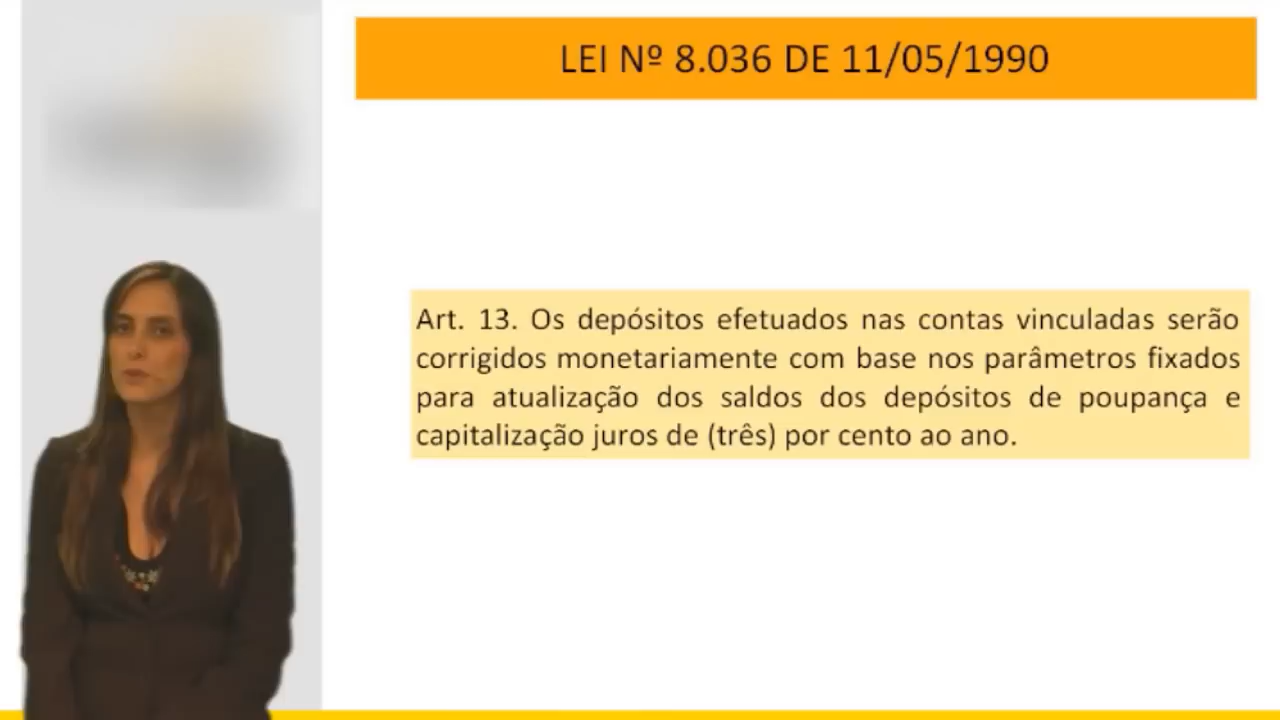 LEI Nº 8.036 DE 11/05/1990
Art. 13. Os depósitos efetuados nas contas vinculadas serão
corrigidos monetariamente com base nos parâmetros fixados
para atualização dos saldos dos depósitos de poupança e
capitalização juros de (três) por cento ao ano.